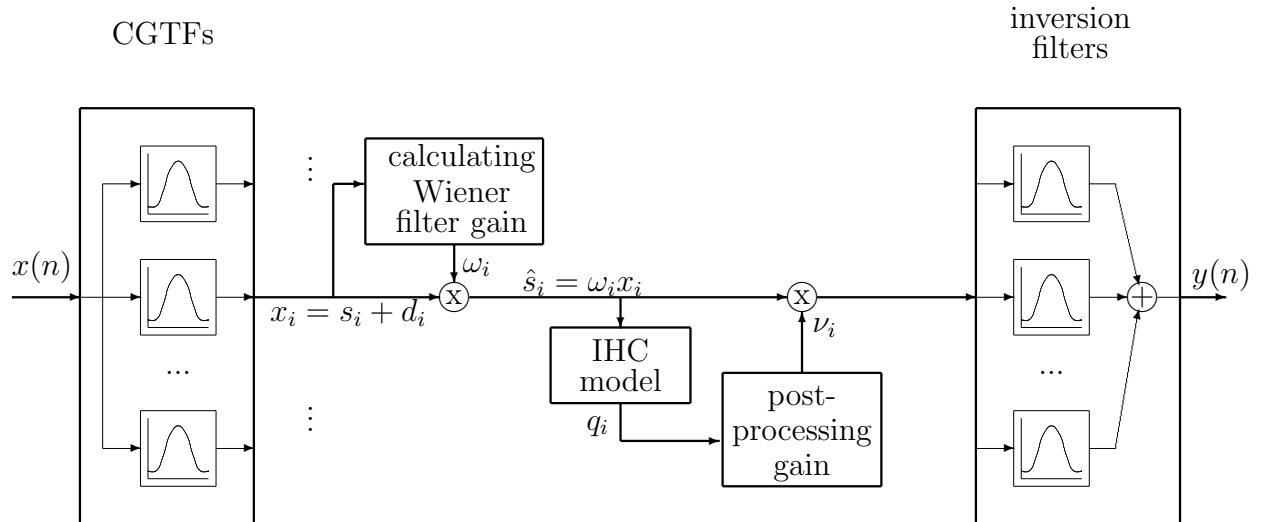 CGTFs
inversion
filters
calculating
Wiener
filter gain
x(n)
ω_i
x
x_i = s_i + d_i
ŝ_i = ω_i x_i
x
ν_i
IHC
model
q_i
post-
processing
gain
+
y(n)
⋮
⋮
...
...